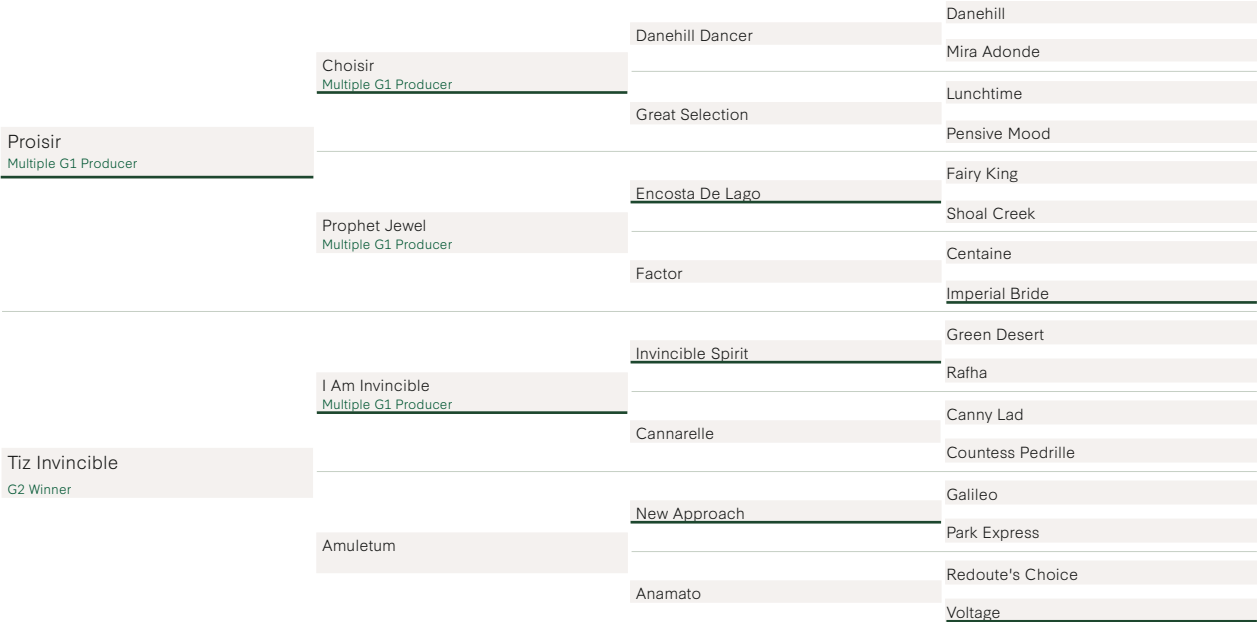 Proisir
Multiple G1 Producer
Tiz Invincible
G2 Winner
Choisir
Multiple G1 Producer
Prophet Jewel
Multiple G1 Producer
I Am Invincible
Multiple G1 Producer
Amuletum
Danehill Dancer
Great Selection
Encosta De Lago
Factor
Invincible Spirit
Cannarelle
New Approach
Anamato
Danehill
Mira Adonde
Lunchtime
Pensive Mood
Fairy King
Shoal Creek
Centaine
Imperial Bride
Green Desert
Rafha
Canny Lad
Countess Pedrille
Galileo
Park Express
Redoute's Choice
Voltage